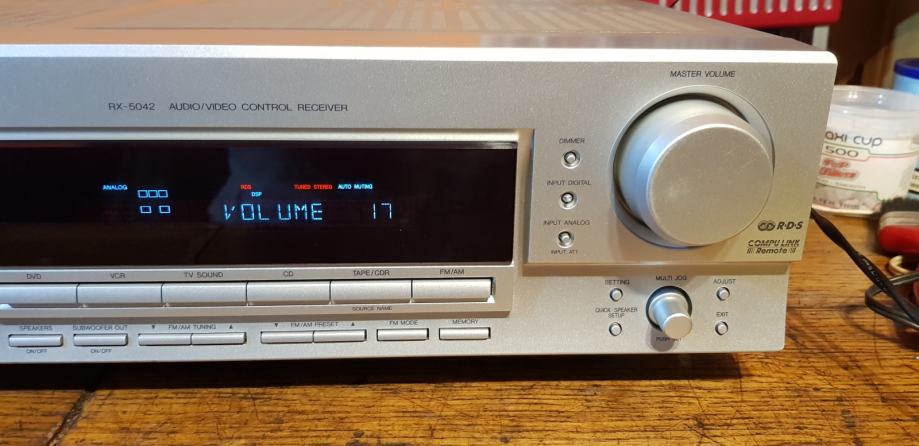 MASTER VOLUME
RX-5042 AUDIO/VIDEO CONTROL RECEIVER
DIMMER
INPUT DIGITAL
INPUT ANALOG
INPUT ATT
ANALOG
RDS
TUNED STEREO AUTO MUTING
DSP
VOLUME 17
R·D·S
COMPU LINK
Remote
DVD VCR TV SOUND CD TAPE/CDR FM/AM
SOURCE NAME
SPEAKERS SUBWOOFER OUT ▼ FM/AM TUNING ▲ ▼ FM/AM PRESET ▲ FM MODE MEMORY
ON/OFF ON/OFF
SETTING MULTI JOG ADJUST
QUICK SPEAKER
SETUP
EXIT
axi cup
500